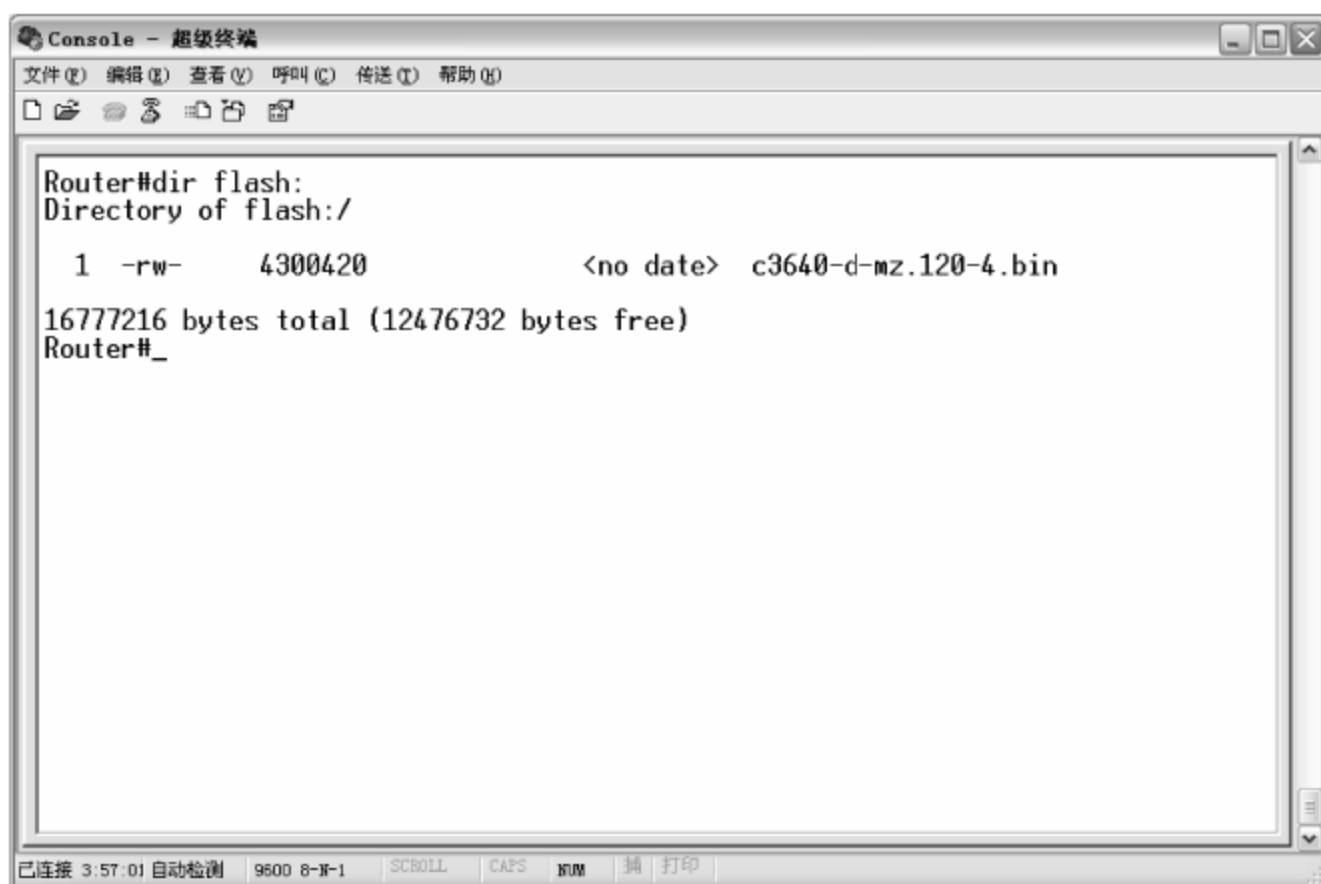 Console - 超级终端
文件(F) 编辑(E) 查看(V) 呼叫(C) 传送(T) 帮助(H)
Router#dir flash:
Directory of flash:/
1 -rw- 4300420 <no date> c3640-d-mz.120-4.bin
16777216 bytes total (12476732 bytes free)
Router#_
已连接 3:57:01 自动检测 9600 8-N-1 SCROLL CAPS NUM 捕 打印